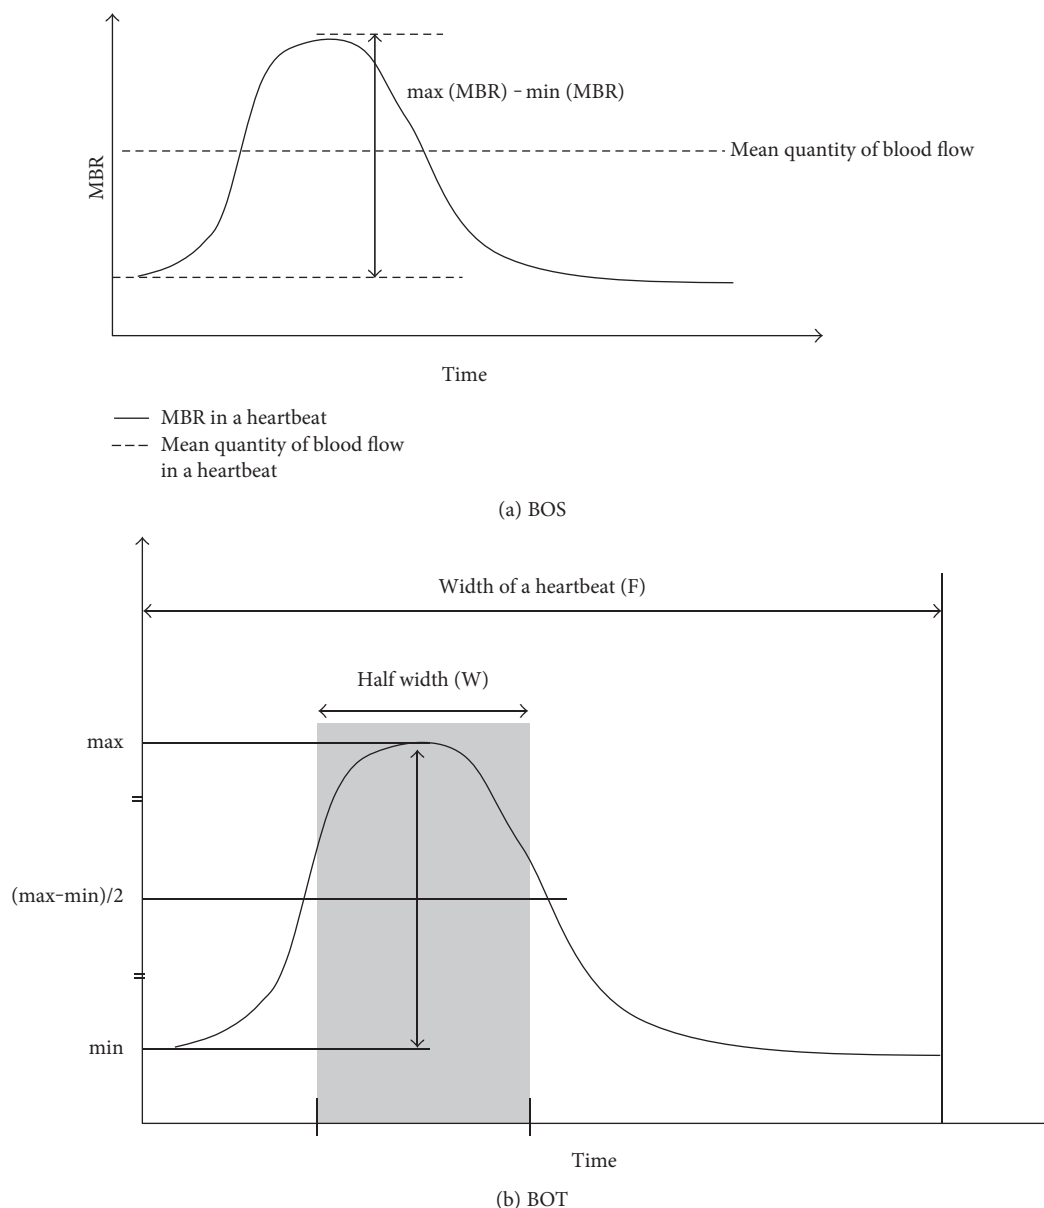 max (MBR) – min (MBR)
Mean quantity of blood flow
MBR
Time
MBR in a heartbeat
Mean quantity of blood flow
in a heartbeat
(a) BOS
Width of a heartbeat (F)
Half width (W)
max
(max–min)/2
min
Time
(b) BOT